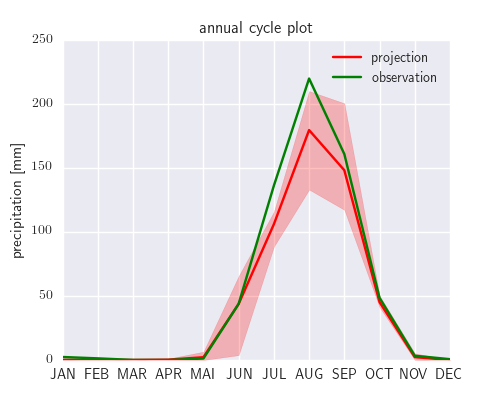 annual cycle plot
250
200
150
100
50
0
precipitation [mm]
projection
observation
JAN FEB MAR APR MAI JUN JUL AUG SEP OCT NOV DEC